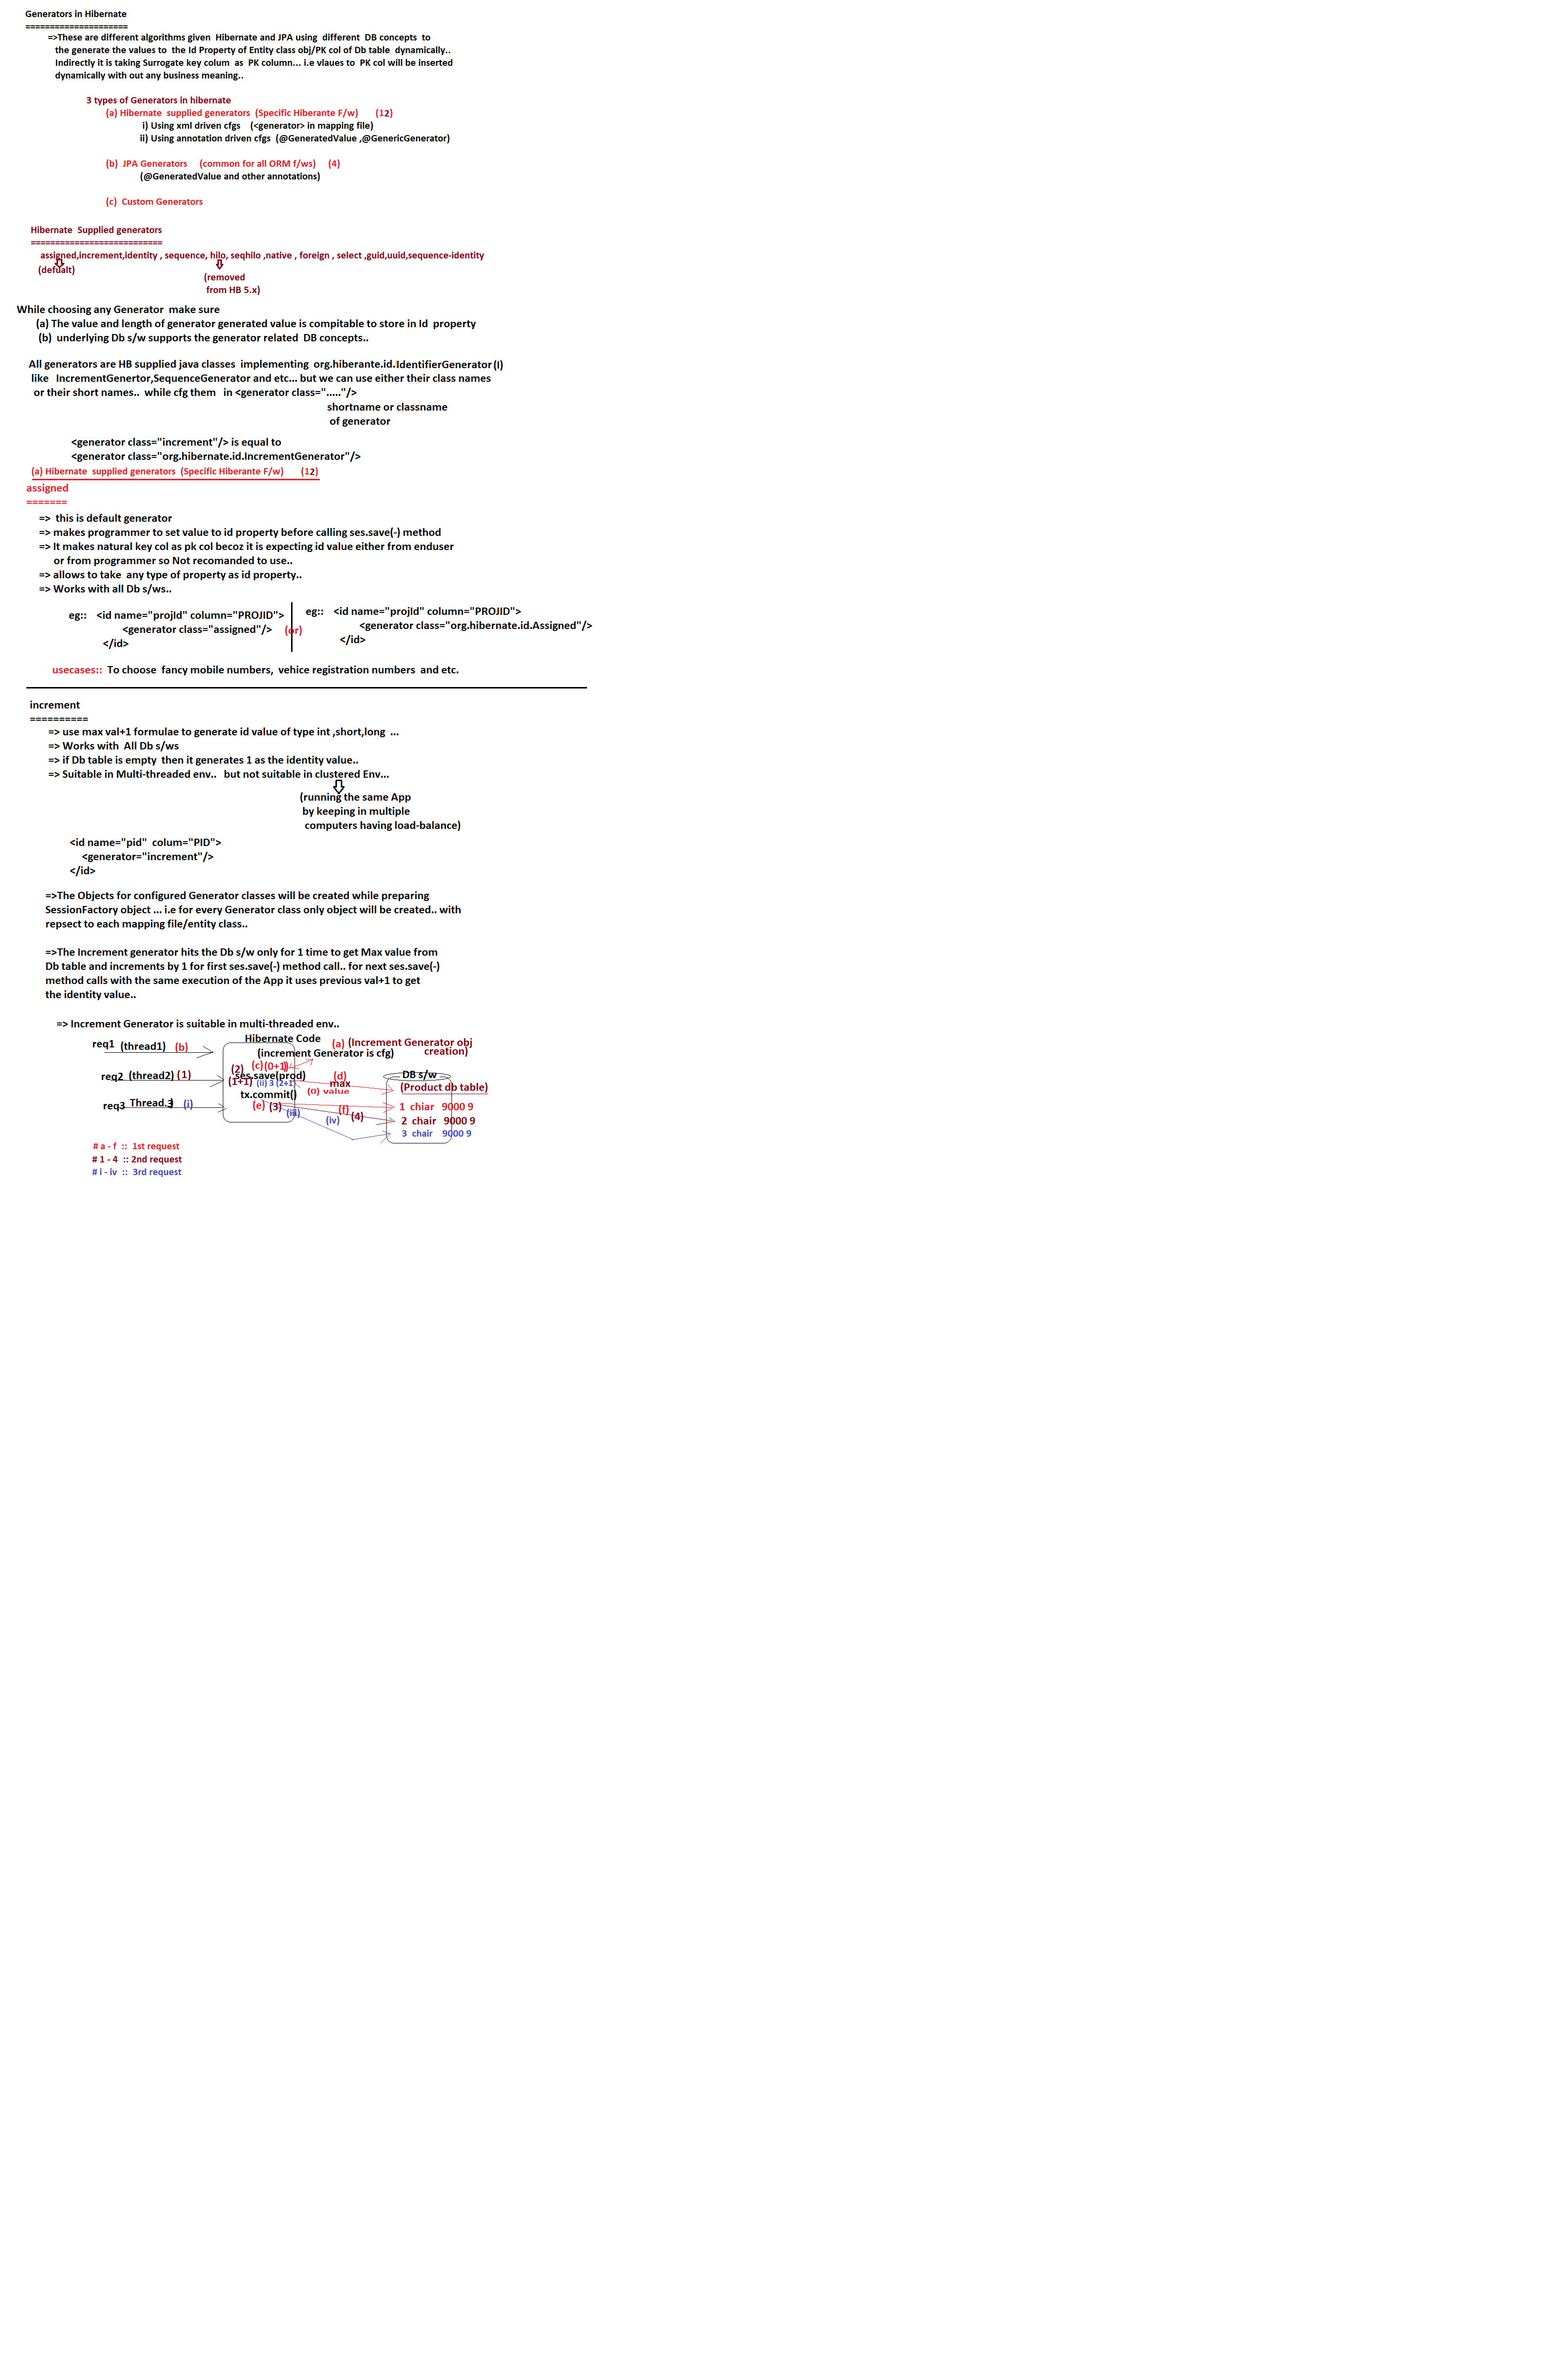 Generators in Hibernate
=====================
=>These are different algorithms given Hibernate and JPA using different DB concepts to
the generate the values to the Id Property of Entity class obj/PK col of Db table dynamically..
Indirectly it is taking Surrogate key colum as PK column... i.e vlaues to PK col will be inserted
dynamically with out any business meaning..
3 types of Generators in hibernate
(a) Hibernate supplied generators (Specific Hiberante F/w) (12)
i) Using xml driven cfgs (<generator> in mapping file)
ii) Using annotation driven cfgs (@GeneratedValue ,@GenericGenerator)
(b) JPA Generators (common for all ORM f/ws) (4)
(@GeneratedValue and other annotations)
(c) Custom Generators
Hibernate Supplied generators
===========================
assigned,increment,identity , sequence, hilo, seqhilo ,native , foreign , select ,guid,uuid,sequence-identity
(defualt)
(removed
from HB 5.x)
While choosing any Generator make sure
(a) The value and length of generator generated value is compitable to store in Id property
(b) underlying Db s/w supports the generator related DB concepts..
All generators are HB supplied java classes implementing org.hiberante.id.IdentifierGenerator(I)
like IncrementGenertor,SequenceGenerator and etc... but we can use either their class names
or their short names.. while cfg them in <generator class="....."/>
shortname or classname
of generator
<generator class="increment"/> is equal to
<generator class="org.hibernate.id.IncrementGenerator"/>
(a) Hibernate supplied generators (Specific Hiberante F/w) (12)
assigned
=======
=> this is default generator
=> makes programmer to set value to id property before calling ses.save(-) method
=> It makes natural key col as pk col becoz it is expecting id value either from enduser
or from programmer so Not recomanded to use..
=> allows to take any type of property as id property..
=> Works with all Db s/ws..
eg:: <id name="projId" column="PROJID">
<generator class="assigned"/>
</id>
(or)
eg:: <id name="projId" column="PROJID">
<generator class="org.hibernate.id.Assigned"/>
</id>
usecases:: To choose fancy mobile numbers, vehice registration numbers and etc.
increment
==========
=> use max val+1 formulae to generate id value of type int ,short,long ...
=> Works with All Db s/ws
=> if Db table is empty then it generates 1 as the identity value..
=> Suitable in Multi-threaded env.. but not suitable in clustered Env...
(running the same App
by keeping in multiple
computers having load-balance)
<id name="pid" colum="PID">
<generator="increment"/>
</id>
=>The Objects for configured Generator classes will be created while preparing
SessionFactory object ... i.e for every Generator class only object will be created.. with
repsect to each mapping file/entity class..
=>The Increment generator hits the Db s/w only for 1 time to get Max value from
Db table and increments by 1 for first ses.save(-) method call.. for next ses.save(-)
method calls with the same execution of the App it uses previous val+1 to get
the identity value..
=> Increment Generator is suitable in multi-threaded env..
Hibernate Code
(increment Generator is cfg)
(a) (Increment Generator obj
creation)
req1 (thread1) (b)
req2 (thread2) (1)
req3 Thread.3 (i)
(2) (c) (0+1)
ses.save(prod)
(1+1) (ii) 3 (2+1)
tx.commit()
(e) (3) (iii)
(d)
max
(0) value
(f)
(4)
(iv)
DB s/w
(Product db table)
1 chiar 9000 9
2 chair 9000 9
3 chair 9000 9
# a - f :: 1st request
# 1 - 4 :: 2nd request
# i - iv :: 3rd request